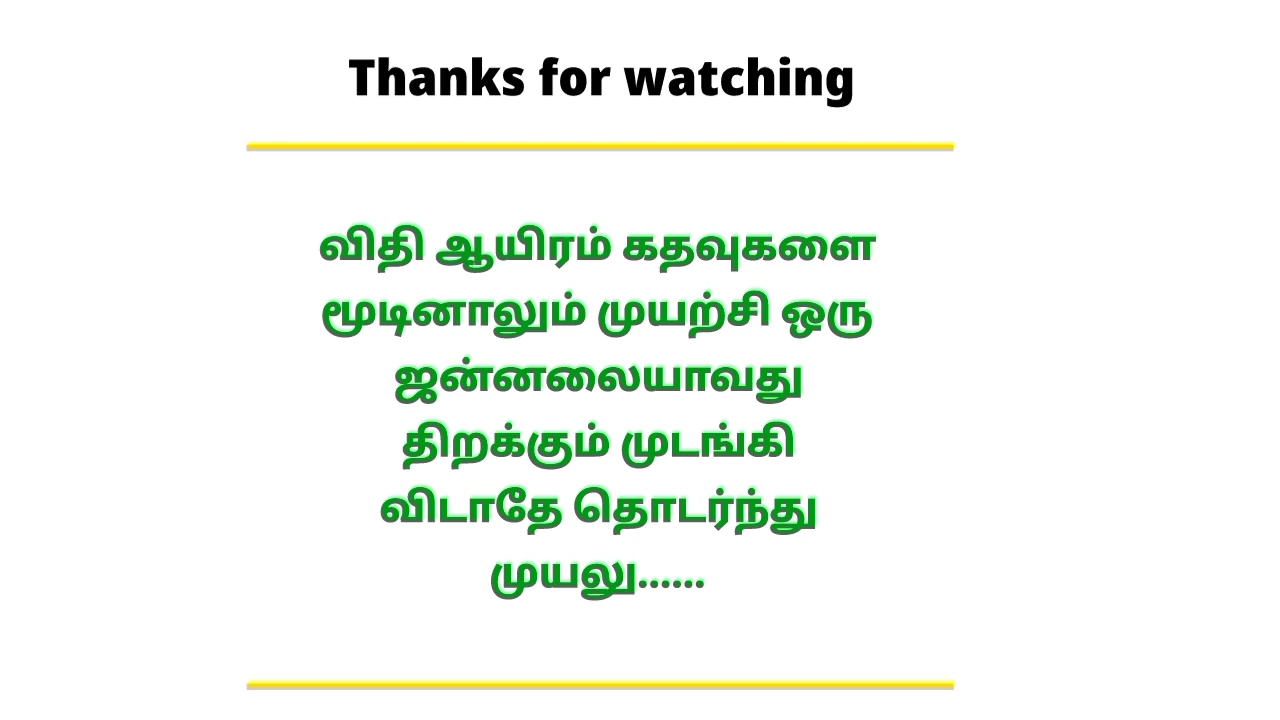 Thanks for watching
விதி ஆயிரம் கதவுகளை
மூடினாலும் முயற்சி ஒரு
ஜன்னலையாவது
திறக்கும் முடங்கி
விடாதே தொடர்ந்து
முயலு......